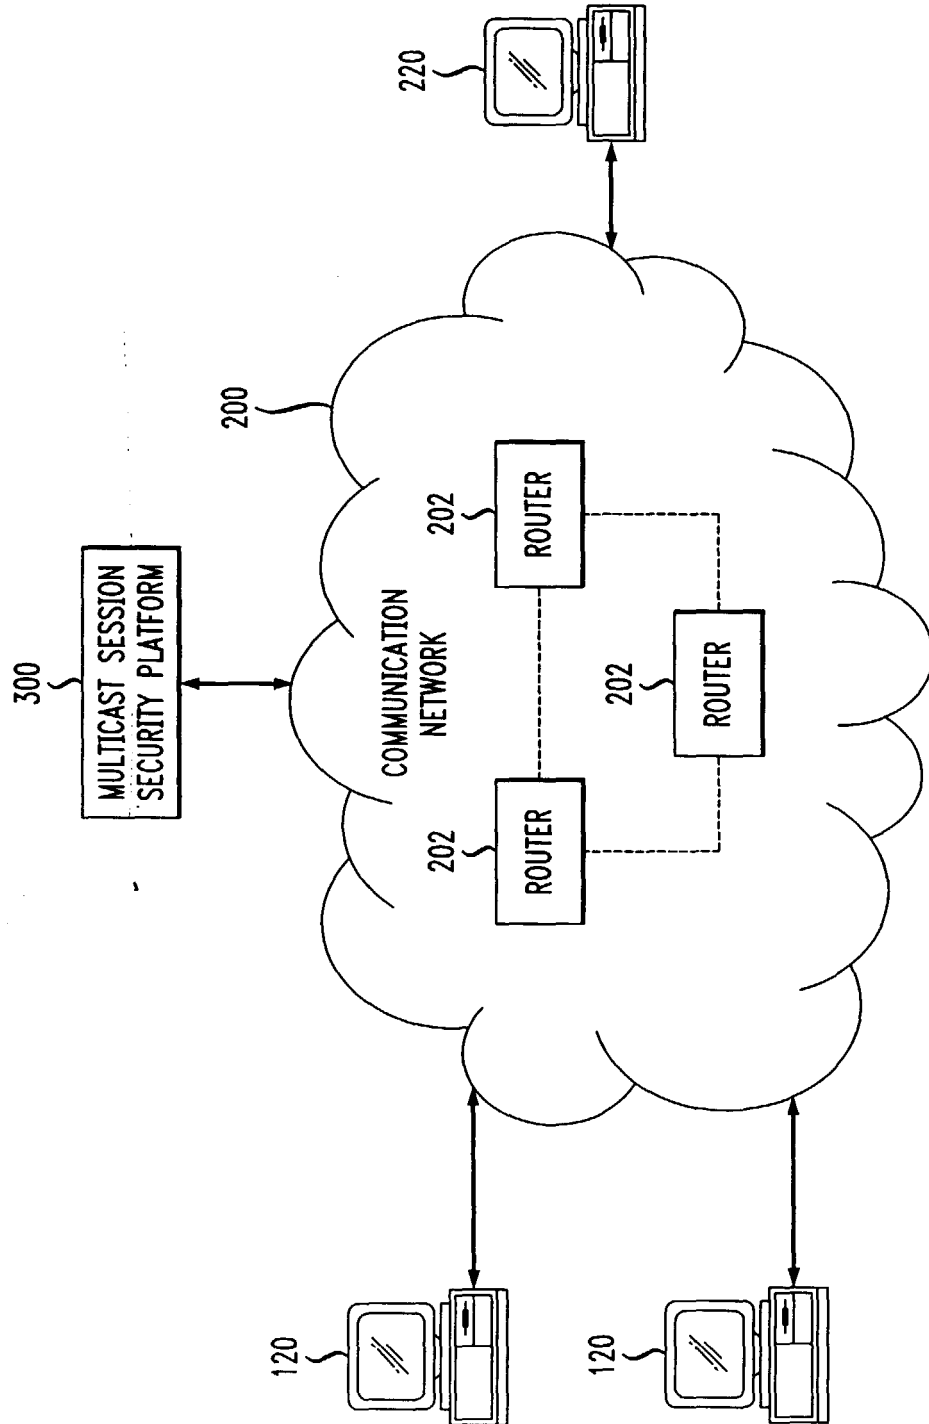 300
MULTICAST SESSION
SECURITY PLATFORM
200
220
COMMUNICATION
NETWORK
202
ROUTER
202
ROUTER
202
ROUTER
120
120